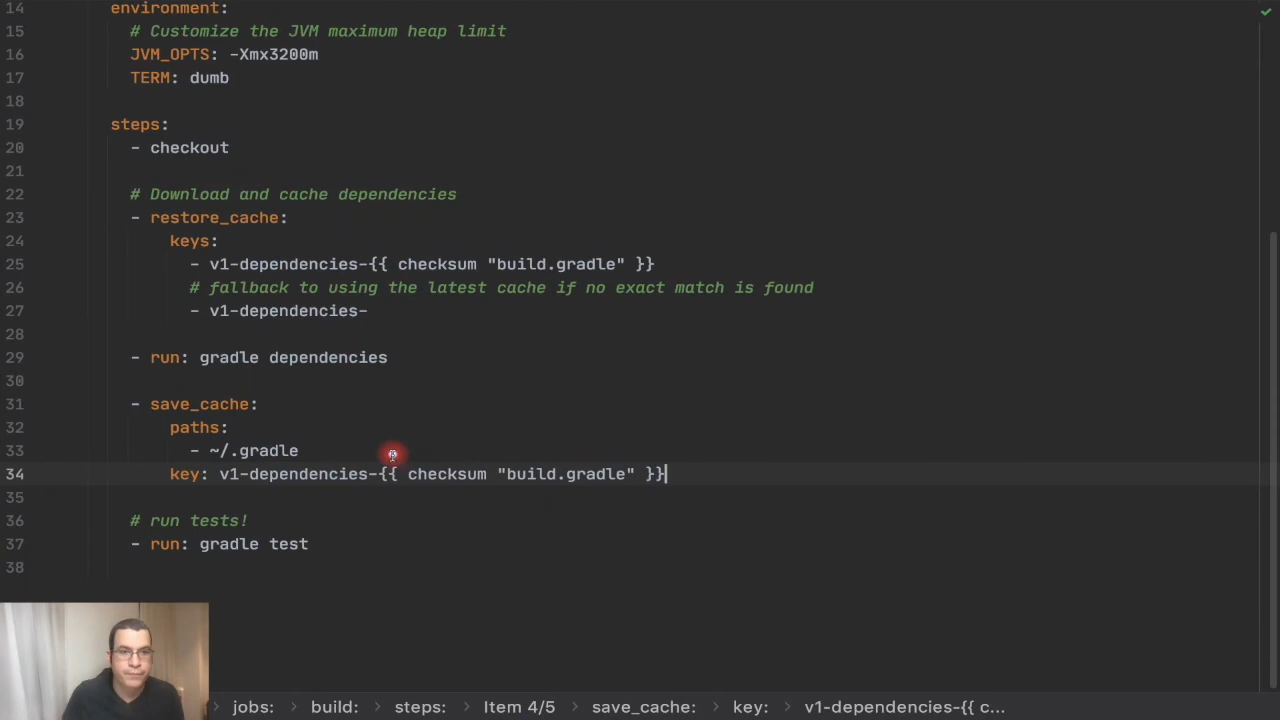 14 environment:
15 # Customize the JVM maximum heap limit
16 JVM_OPTS: -Xmx3200m
17 TERM: dumb
18
19 steps:
20 - checkout
21
22 # Download and cache dependencies
23 - restore_cache:
24 keys:
25 - v1-dependencies-{{ checksum "build.gradle" }}
26 # fallback to using the latest cache if no exact match is found
27 - v1-dependencies-
28
29 - run: gradle dependencies
30
31 - save_cache:
32 paths:
33 - ~/.gradle
34 key: v1-dependencies-{{ checksum "build.gradle" }}
35
36 # run tests!
37 - run: gradle test
38
jobs: > build: > steps: > Item 4/5 > save_cache: > key: > v1-dependencies-{{ c...